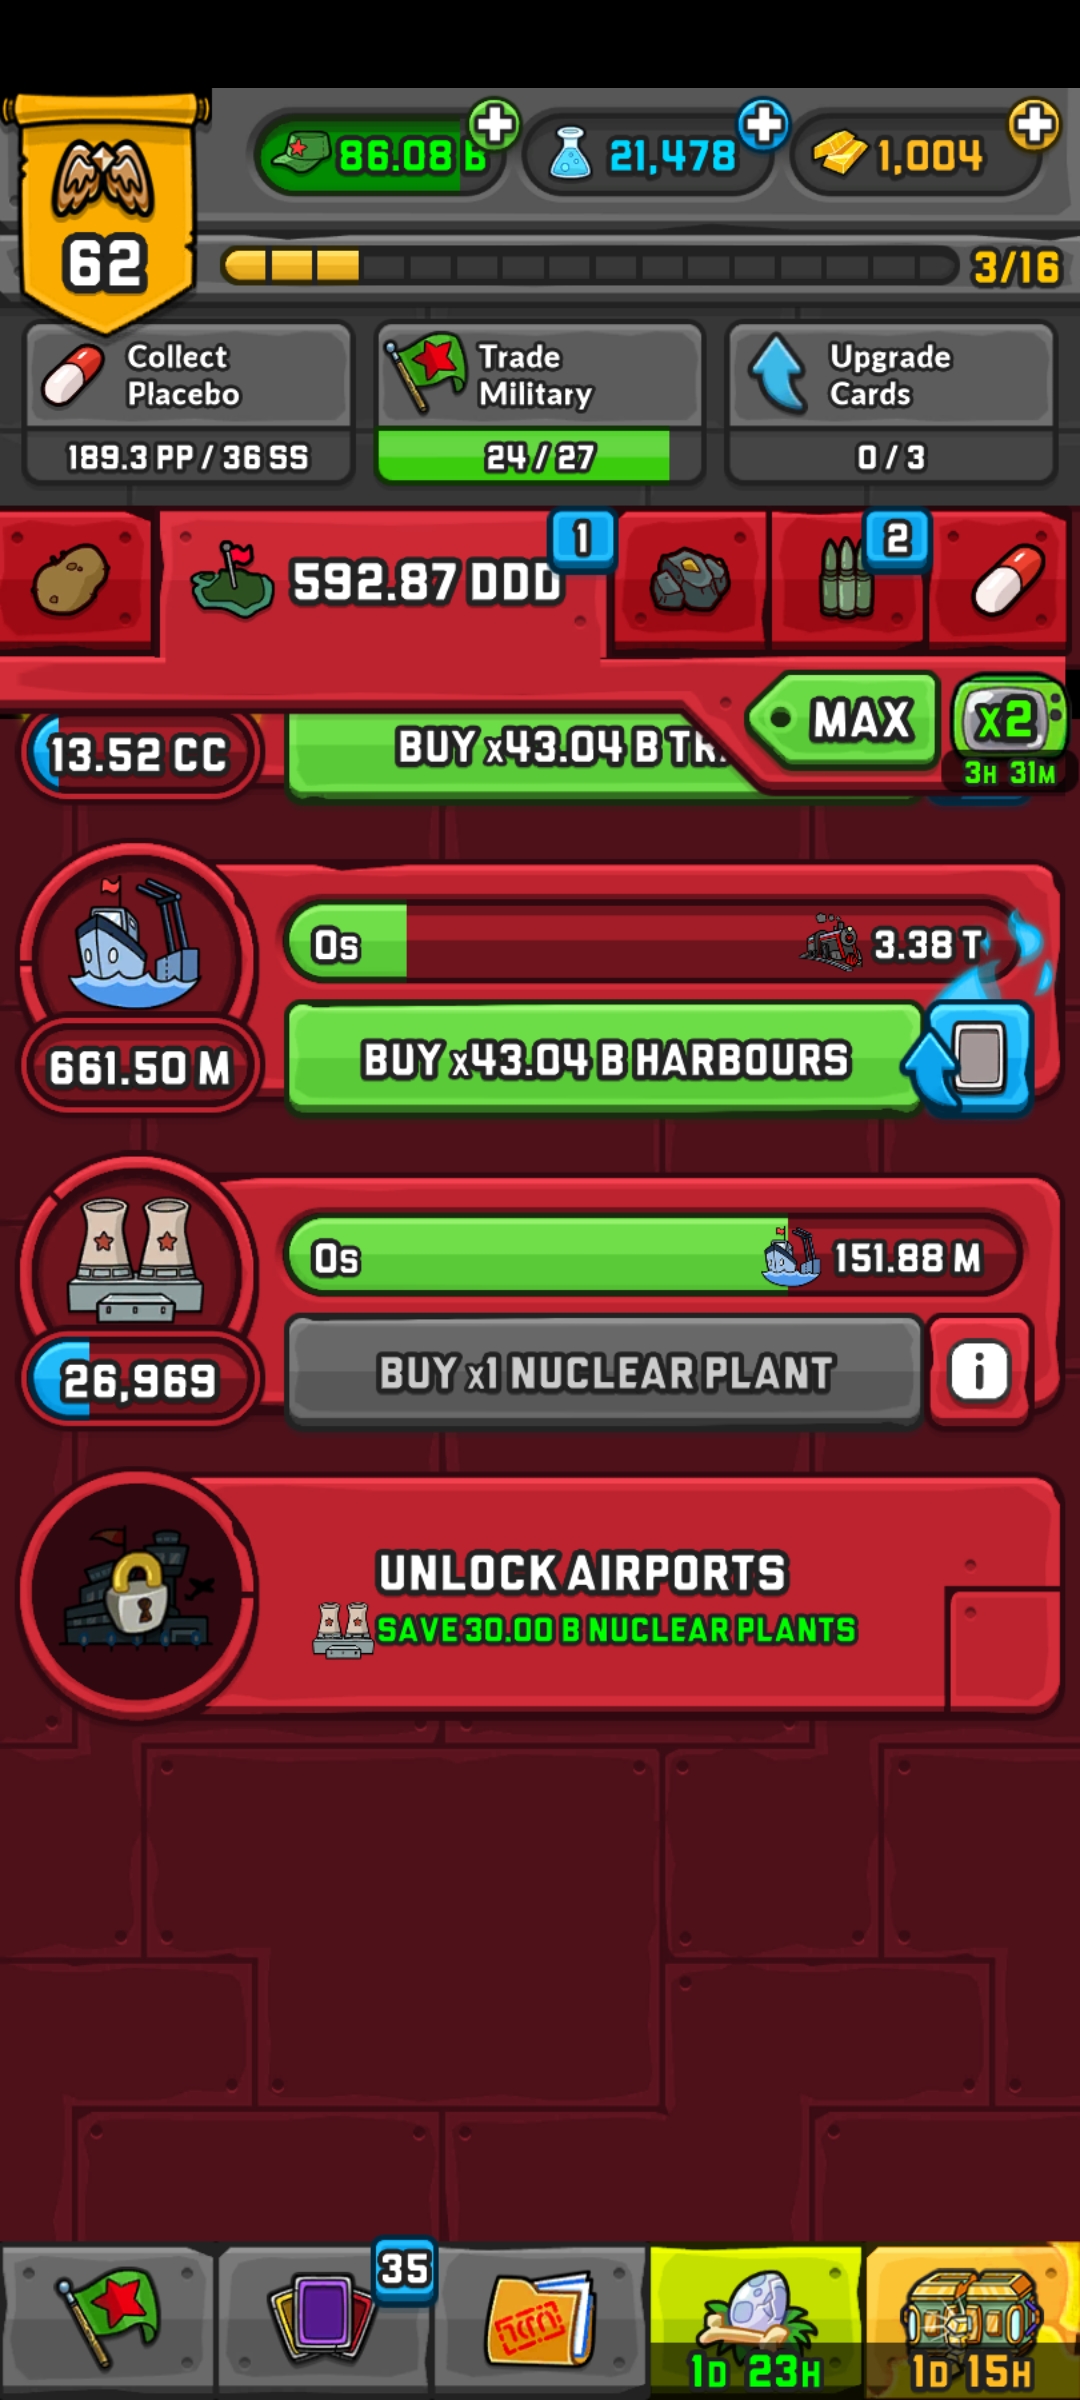 86.08 B
21,478
1,004
62
3/16
Collect
Placebo
189.3 PP / 36 SS
Trade
Military
24 / 27
Upgrade
Cards
0 / 3
592.87 DDD
1
2
MAX
x2
3H 31M
13.52 CC
BUY x43.04 B TR
0s
3.38 T
661.50 M
BUY x43.04 B HARBOURS
0s
151.88 M
26,969
BUY x1 NUCLEAR PLANT
i
UNLOCK AIRPORTS
SAVE 30.00 B NUCLEAR PLANTS
35
1D 23H
1D 15H